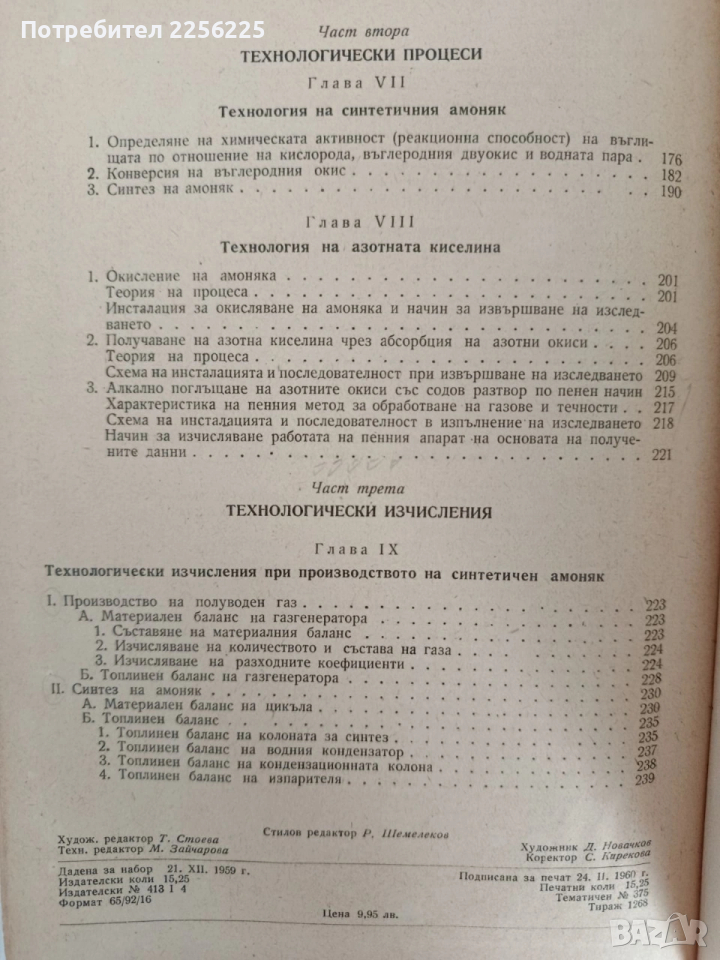 Потребител 2256225
Част втора
ТЕХНОЛОГИЧЕСКИ ПРОЦЕСИ
Глава VII
Технология на синтетичния амоняк
1. Определяне на химическата активност (реакционна способност) на въглищата по отношение на кислорода, въглеродния двуокис и водната пара . 176
2. Конверсия на въглеродния окис . . . . . . . . . . . . . 182
3. Синтез на амоняк . . . . . . . . . . . . . . . . . . 190
Глава VIII
Технология на азотната киселина
1. Окисление на амоняка . . . . . . . . . . . . . . . . 201
Теория на процеса . . . . . . . . . . . . . . . . . 201
Инсталация за окисляване на амоняка и начин за извършване на изследването . . . . . . . . . . . . . . . . . . . . . 204
2. Получаване на азотна киселина чрез абсорбция на азотни окиси . . 206
Теория на процеса . . . . . . . . . . . . . . . . . 206
Схема на инсталацията и последователност при извършване на изследването 209
3. Алкално поглъщане на азотните окиси със содов разтвор по пенен начин 215
Характеристика на пенния метод за обработване на газове и течности . . 217
Схема на инсталацията и последователност в изпълнение на изследването 218
Начин за изчисляване работата на пенния апарат на основата на получените данни . . . . . . . . . . . . . . . . . . . . 221
Част трета
ТЕХНОЛОГИЧЕСКИ ИЗЧИСЛЕНИЯ
Глава IX
Технологически изчисления при производството на синтетичен амоняк
I. Производство на полуводен газ . . . . . . . . . . . . . 223
А. Материален баланс на газгенератора . . . . . . . . . . 223
1. Съставяне на материалния баланс . . . . . . . . . . 223
2. Изчисляване на количеството и състава на газа . . . . . . 224
3. Изчисляване на разходните коефициенти . . . . . . . . 224
Б. Топлинен баланс на газгенератора . . . . . . . . . . . 228
II. Синтез на амоняк . . . . . . . . . . . . . . . . . 230
А. Материален баланс на цикъла . . . . . . . . . . . . 230
Б. Топлинен баланс . . . . . . . . . . . . . . . . . 235
1. Топлинен баланс на колоната за синтез . . . . . . . . 235
2. Топлинен баланс на водния кондензатор . . . . . . . . 237
3. Топлинен баланс на кондензационната колона . . . . . . 238
4. Топлинен баланс на изпарителя . . . . . . . . . . . 239
Стилов редактор Р. Шемелеков
Худож. редактор Т. Стоева
Техн. редактор М. Зайчарова
Художник Д. Новачков
Коректор С. Кирекова
Дадена за набор 21. XII. 1959 г.
Издателски коли 15,25
Издателски № 413 I 4
Формат 65/92/16
Подписана за печат 24. II. 1960 г.
Печатни коли 15,25
Тематичен № 375
Тираж 1268
Цена 9,95 лв.
BAZAR